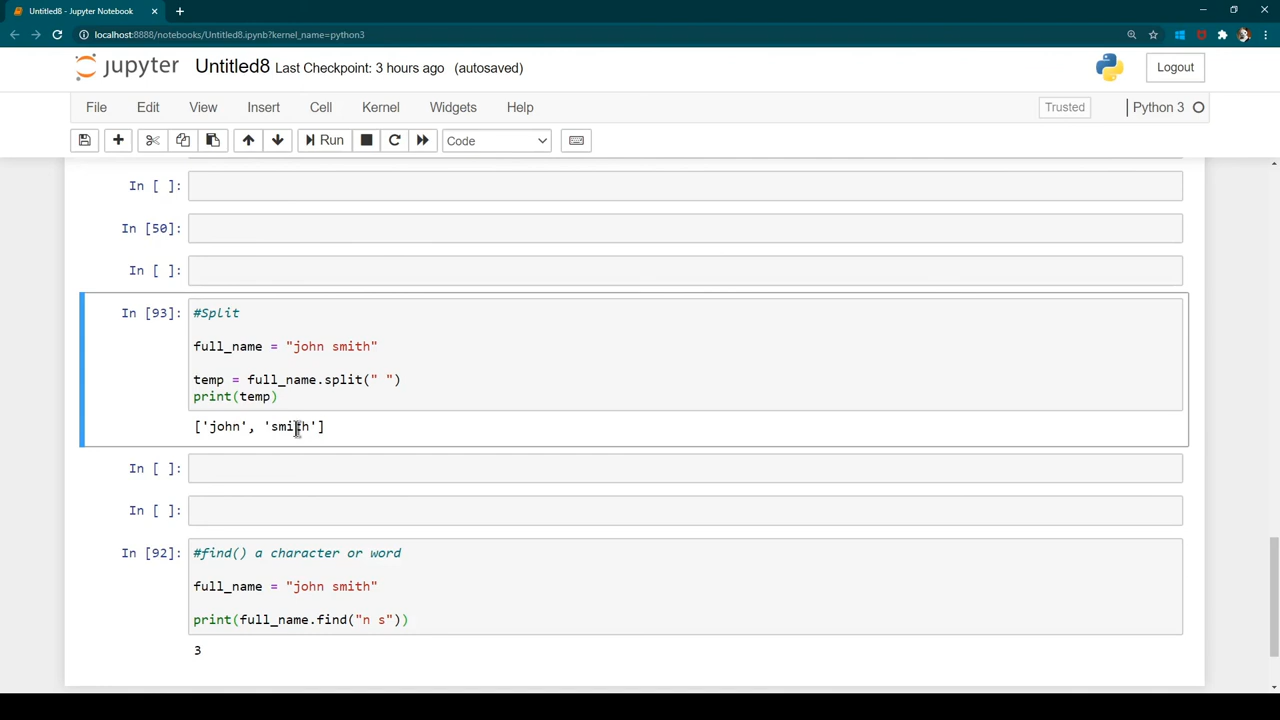 Untitled8 - Jupyter Notebook
localhost:8888/notebooks/Untitled8.ipynb?kernel_name=python3
jupyter Untitled8 Last Checkpoint: 3 hours ago (autosaved) Logout
File Edit View Insert Cell Kernel Widgets Help Trusted Python 3
Run Code
In [ ]:
In [50]:
In [ ]:
In [93]: #Split
full_name = "john smith"
temp = full_name.split(" ")
print(temp)
['john', 'smith']
In [ ]:
In [ ]:
In [92]: #find() a character or word
full_name = "john smith"
print(full_name.find("n s"))
3